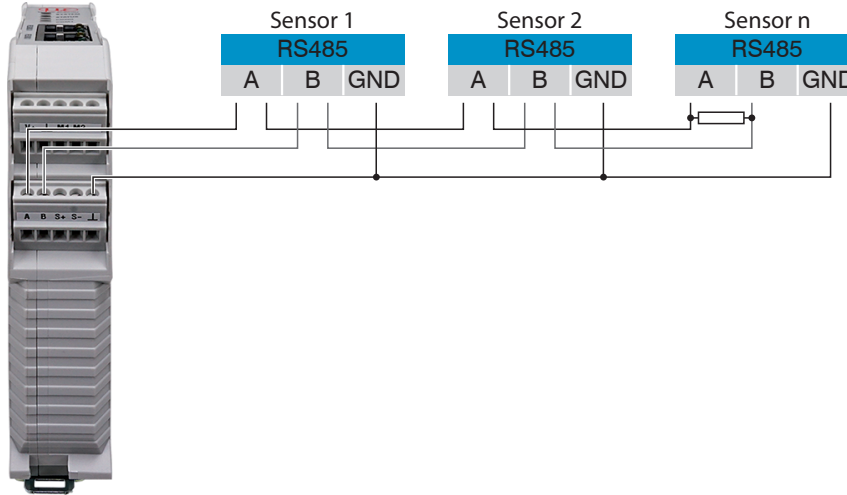 Sensor 1
Sensor 2
Sensor n
RS485
RS485
RS485
A B GND
A B GND
A B GND
A B S+ S- ⊥